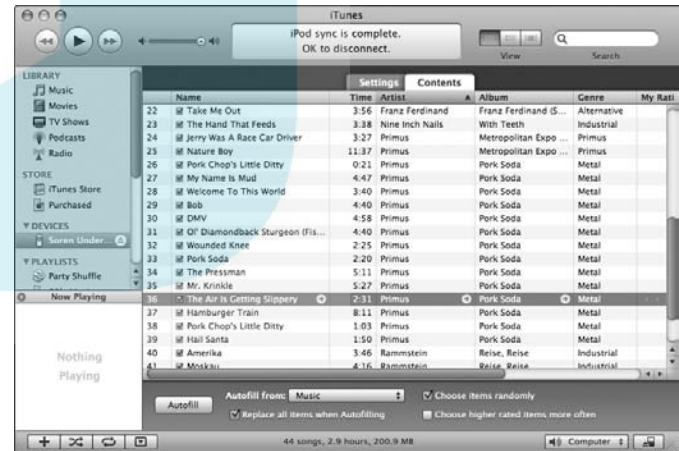 iTunes
iPod sync is complete.
OK to disconnect.
View
Search
LIBRARY
Music
Movies
TV Shows
Podcasts
Radio
STORE
iTunes Store
Purchased
DEVICES
Soren Under...
PLAYLISTS
Party Shuffle
Now Playing
Nothing
Playing
Settings Contents
Name Time Artist Album Genre My Rati
22 Take Me Out 3:56 Franz Ferdinand Franz Ferdinand (S... Alternative
23 The Hand That Feeds 3:38 Nine Inch Nails With Teeth Industrial
24 Jerry Was A Race Car Driver 3:27 Primus Metropolitan Expo ... Primus
25 Nature Boy 11:37 Primus Metropolitan Expo ... Primus
26 Pork Chop's Little Ditty 0:21 Primus Pork Soda Metal
27 My Name Is Mud 4:47 Primus Pork Soda Metal
28 Welcome To This World 3:40 Primus Pork Soda Metal
29 Bob 4:40 Primus Pork Soda Metal
30 DMV 4:58 Primus Pork Soda Metal
31 Ol' Diamondback Sturgeon (Fis... 4:40 Primus Pork Soda Metal
32 Wounded Knee 2:25 Primus Pork Soda Metal
33 Pork Soda 2:20 Primus Pork Soda Metal
34 The Pressman 5:11 Primus Pork Soda Metal
35 Mr. Krinkle 5:27 Primus Pork Soda Metal
36 The Air Is Getting Slippery 2:31 Primus Pork Soda Metal
37 Hamburger Train 8:11 Primus Pork Soda Metal
38 Pork Chop's Little Ditty 1:03 Primus Pork Soda Metal
39 Hail Santa 1:50 Primus Pork Soda Metal
40 Amerika 3:46 Rammstein Reise, Reise Industrial
41 Moskau 4:16 Rammstein Reise, Reise Industrial
Autofill
Autofill from: Music
Choose items randomly
Replace all items when Autofilling
Choose higher rated items more often
44 songs, 2.9 hours, 200.9 MB
Computer